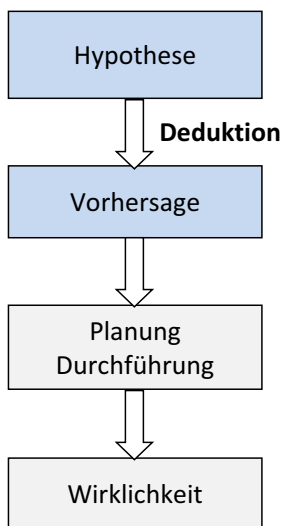 Hypothese
Deduktion
Vorhersage
Planung
Durchführung
Wirklichkeit